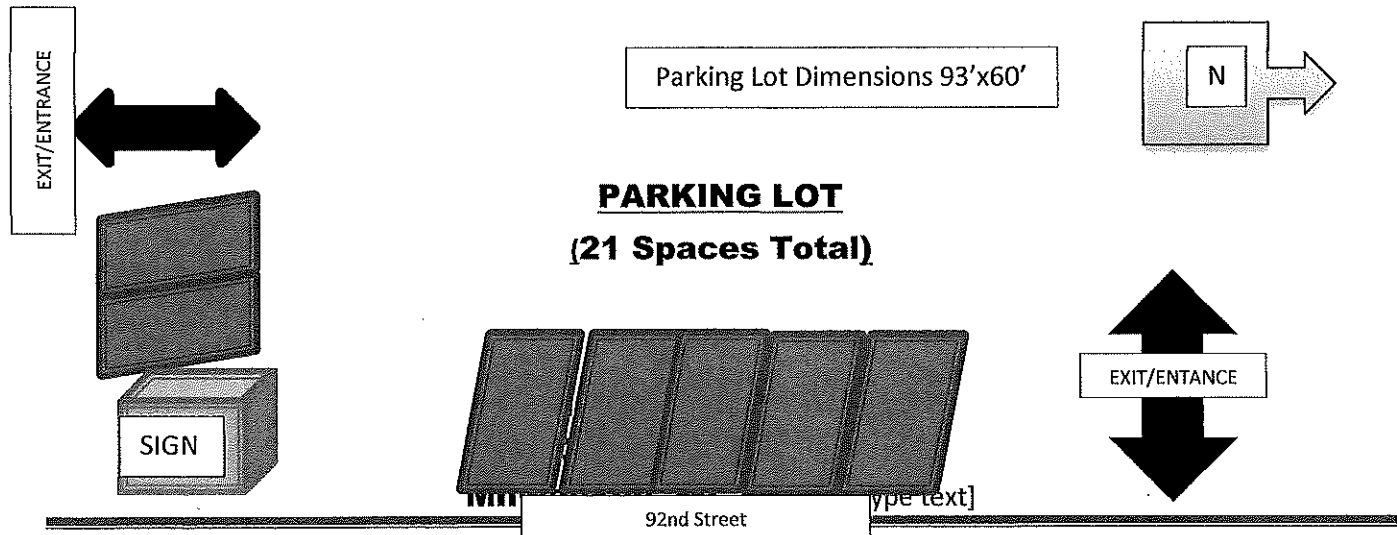 EXIT/ENTRANCE
Parking Lot Dimensions 93'x60'
N
PARKING LOT
(21 Spaces Total)
EXIT/ENTANCE
SIGN
ype text]
92nd Street